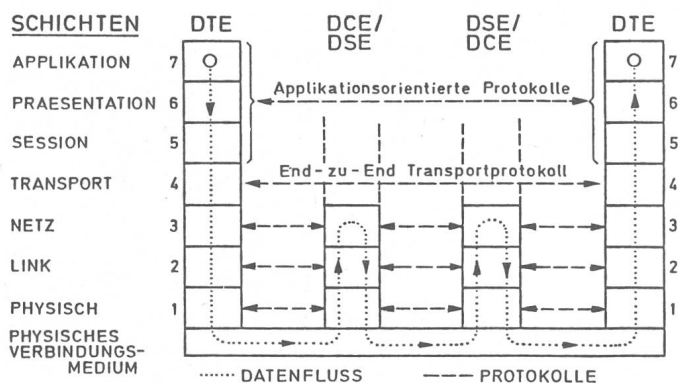 SCHICHTEN DTE DCE/ DSE/ DTE
DSE DCE
APPLIKATION 7 7
Applikationsorientierte Protokolle
PRAESENTATION 6 6
SESSION 5 5
End-zu-End Transportprotokoll
TRANSPORT 4 4
NETZ 3 3
LINK 2 2
PHYSISCH 1 1
PHYSISCHES
VERBINDUNGS-
MEDIUM
DATENFLUSS PROTOKOLLE